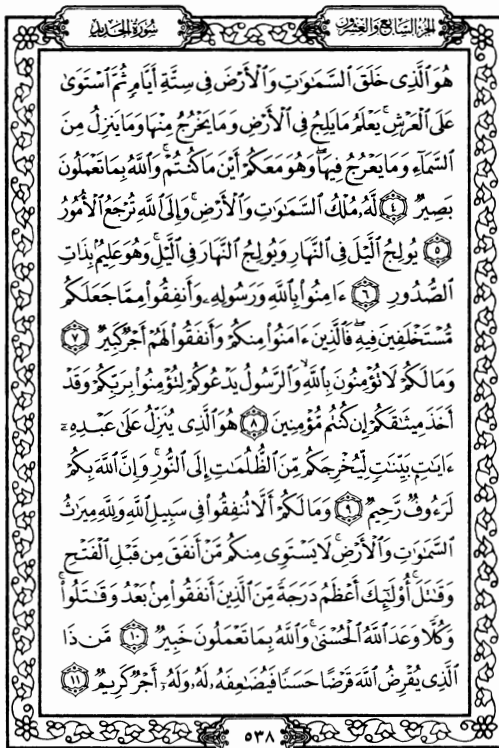 الجزء السابع والعشرون
سورة الحديد
هُوَ ٱلَّذِى خَلَقَ ٱلسَّمَـٰوَٰتِ وَٱلْأَرْضَ فِى سِتَّةِ أَيَّامٍ ثُمَّ ٱسْتَوَىٰ
عَلَى ٱلْعَرْشِ ۚ يَعْلَمُ مَا يَلِجُ فِى ٱلْأَرْضِ وَمَا يَخْرُجُ مِنْهَا وَمَا يَنزِلُ مِنَ
ٱلسَّمَآءِ وَمَا يَعْرُجُ فِيهَا ۖ وَهُوَ مَعَكُمْ أَيْنَ مَا كُنتُمْ ۚ وَٱللَّهُ بِمَا تَعْمَلُونَ
بَصِيرٌ ٤ لَّهُۥ مُلْكُ ٱلسَّمَـٰوَٰتِ وَٱلْأَرْضِ ۚ وَإِلَى ٱللَّهِ تُرْجَعُ ٱلْأُمُورُ
٥ يُولِجُ ٱلَّيْلَ فِى ٱلنَّهَارِ وَيُولِجُ ٱلنَّهَارَ فِى ٱلَّيْلِ ۚ وَهُوَ عَلِيمٌۢ بِذَاتِ
ٱلصُّدُورِ ٦ ءَامِنُوا۟ بِٱللَّهِ وَرَسُولِهِۦ وَأَنفِقُوا۟ مِمَّا جَعَلَكُم
مُّسْتَخْلَفِينَ فِيهِ ۖ فَٱلَّذِينَ ءَامَنُوا۟ مِنكُمْ وَأَنفَقُوا۟ لَهُمْ أَجْرٌ كَبِيرٌ ٧
وَمَا لَكُمْ لَا تُؤْمِنُونَ بِٱللَّهِ ۙ وَٱلرَّسُولُ يَدْعُوكُمْ لِتُؤْمِنُوا۟ بِرَبِّكُمْ وَقَدْ
أَخَذَ مِيثَـٰقَكُمْ إِن كُنتُم مُّؤْمِنِينَ ٨ هُوَ ٱلَّذِى يُنَزِّلُ عَلَىٰ عَبْدِهِۦٓ
ءَايَـٰتٍۭ بَيِّنَـٰتٍ لِّيُخْرِجَكُم مِّنَ ٱلظُّلُمَـٰتِ إِلَى ٱلنُّورِ ۚ وَإِنَّ ٱللَّهَ بِكُمْ
لَرَءُوفٌ رَّحِيمٌ ٩ وَمَا لَكُمْ أَلَّا تُنفِقُوا۟ فِى سَبِيلِ ٱللَّهِ وَلِلَّهِ مِيرَٰثُ
ٱلسَّمَـٰوَٰتِ وَٱلْأَرْضِ ۚ لَا يَسْتَوِى مِنكُم مَّنْ أَنفَقَ مِن قَبْلِ ٱلْفَتْحِ
وَقَـٰتَلَ ۚ أُو۟لَـٰٓئِكَ أَعْظَمُ دَرَجَةً مِّنَ ٱلَّذِينَ أَنفَقُوا۟ مِنۢ بَعْدُ وَقَـٰتَلُوا۟ ۚ
وَكُلًّا وَعَدَ ٱللَّهُ ٱلْحُسْنَىٰ ۚ وَٱللَّهُ بِمَا تَعْمَلُونَ خَبِيرٌ ١٠ مَّن ذَا
ٱلَّذِى يُقْرِضُ ٱللَّهَ قَرْضًا حَسَنًا فَيُضَـٰعِفَهُۥ لَهُۥ وَلَهُۥٓ أَجْرٌ كَرِيمٌ ١١
٥٣٨